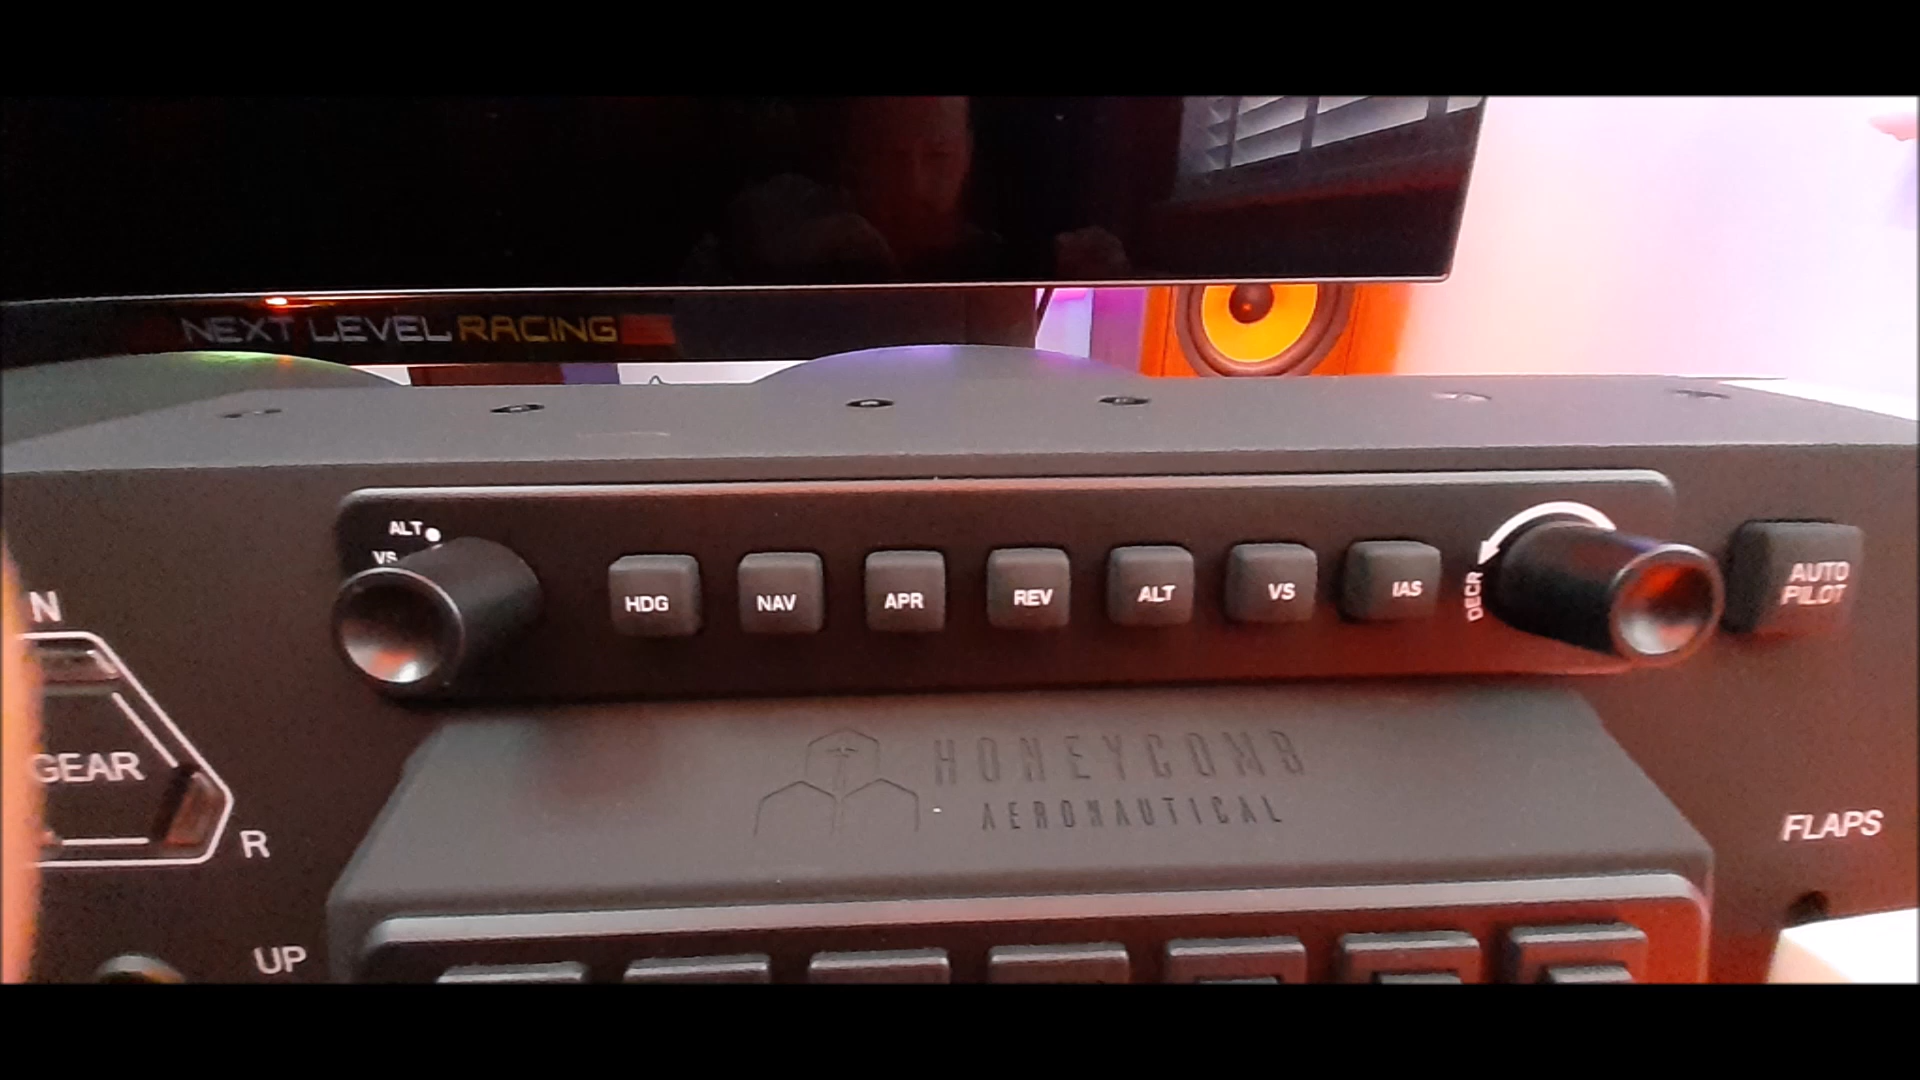 NEXT LEVEL RACING
ALT
VS
HDG
NAV
APR
REV
ALT
VS
IAS
DECR
AUTO
PILOT
N
GEAR
R
UP
HONEYCOMB
AERONAUTICAL
FLAPS